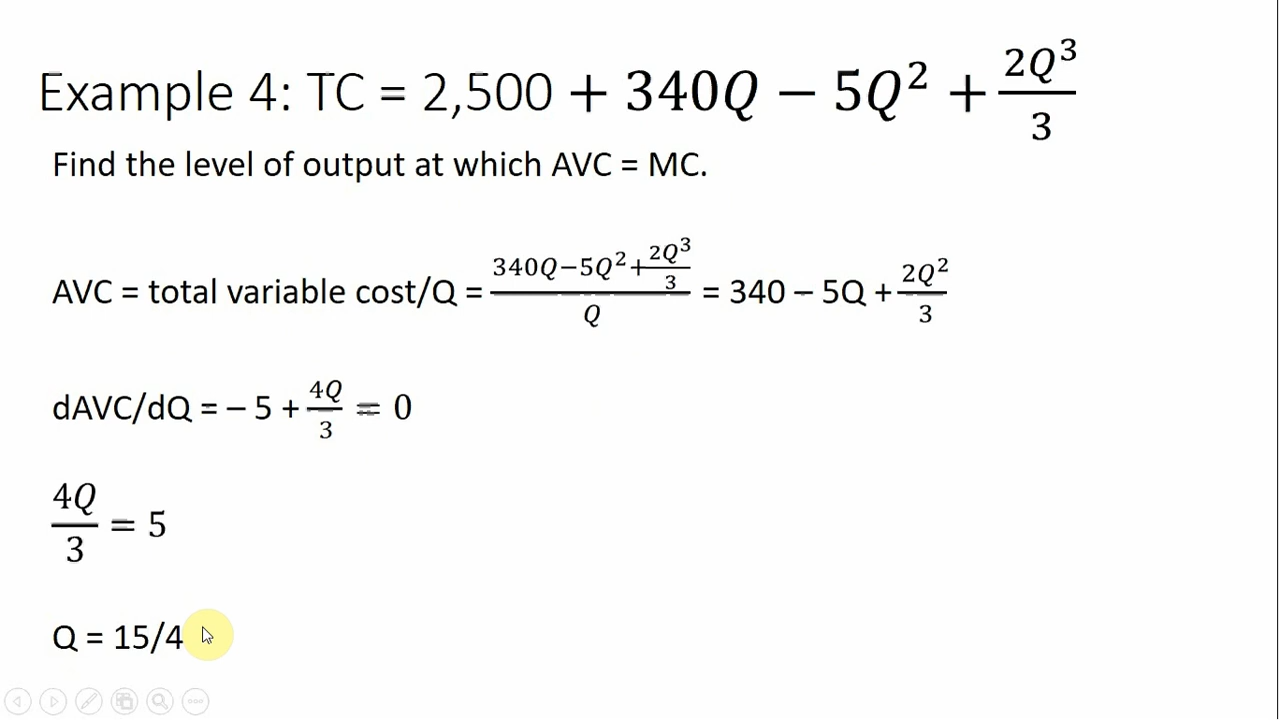 Example 4: TC = 2,500 + 340Q − 5Q² + 2Q³/3
Find the level of output at which AVC = MC.
AVC = total variable cost/Q = (340Q−5Q²+2Q³/3)/Q = 340 – 5Q + 2Q²/3
dAVC/dQ = – 5 + 4Q/3 = 0
4Q/3 = 5
Q = 15/4